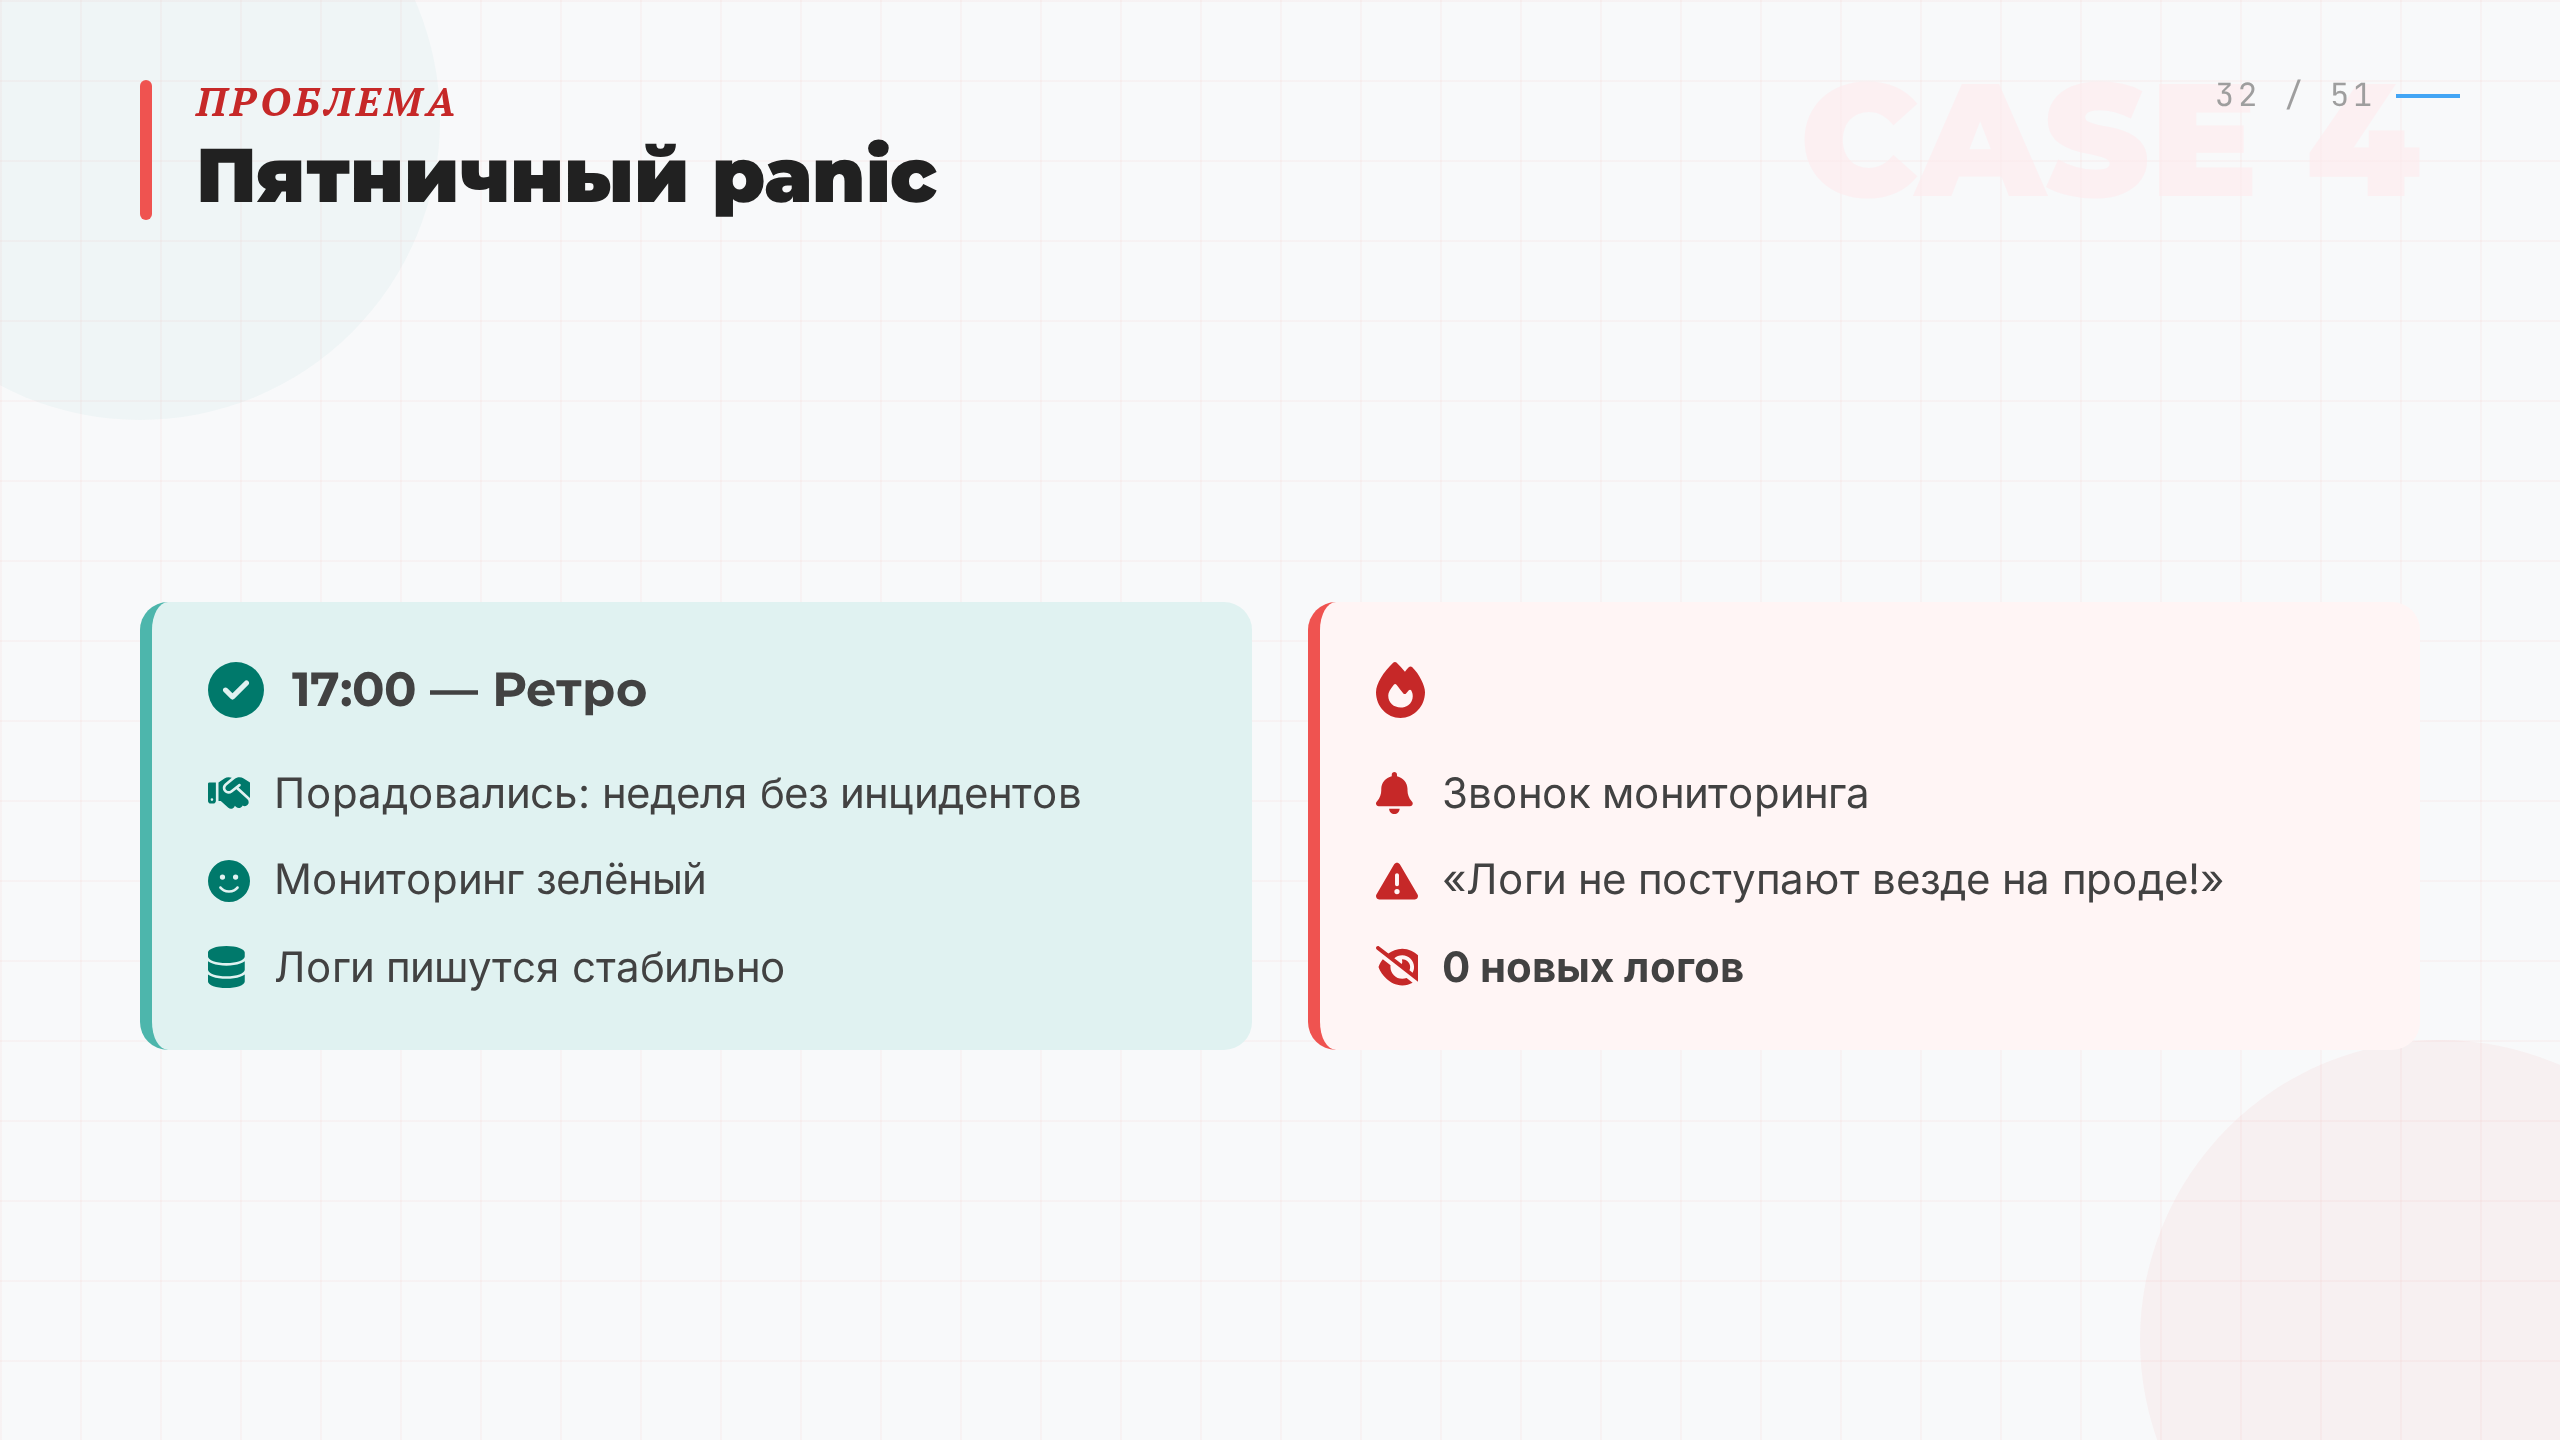 ПРОБЛЕМА
Пятничный panic
CASE 4
32 / 51
17:00 — Ретро
Порадовались: неделя без инцидентов
Мониторинг зелёный
Логи пишутся стабильно
Звонок мониторинга
«Логи не поступают везде на проде!»
0 новых логов